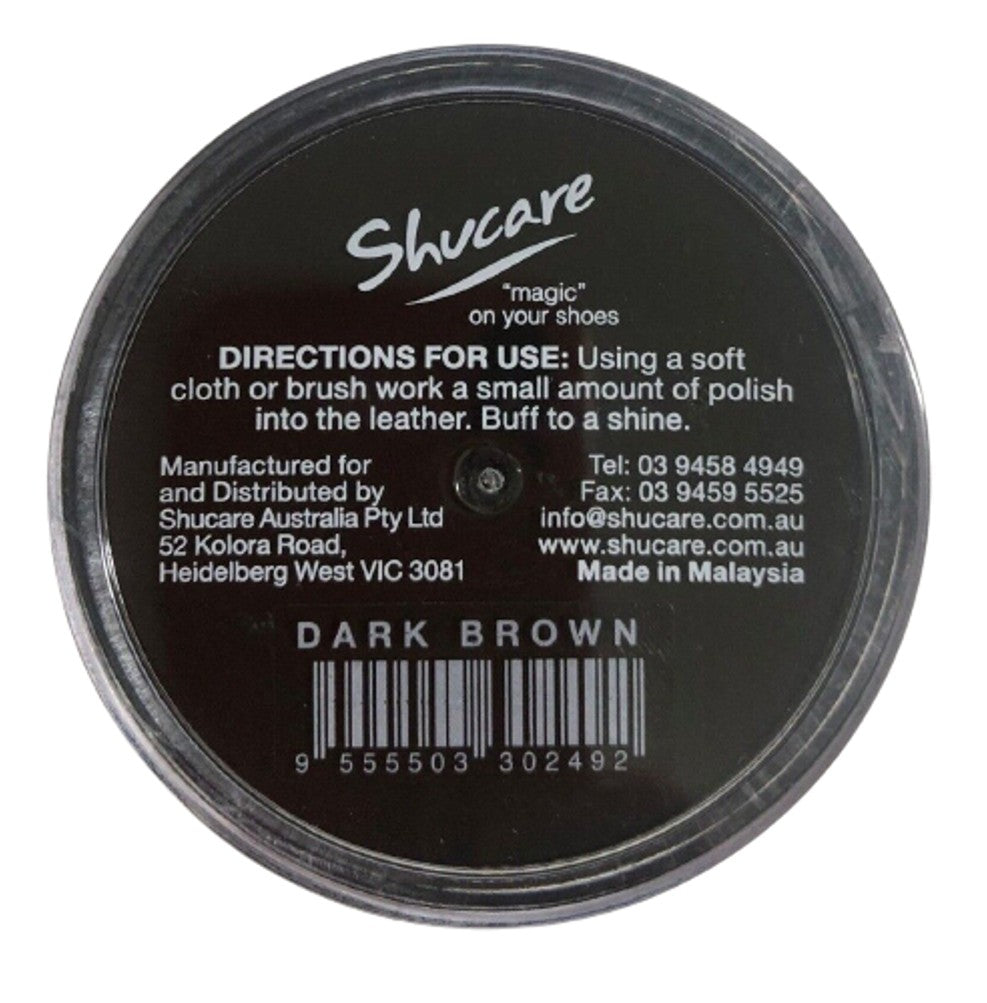 Shucare
"magic"
on your shoes
DIRECTIONS FOR USE: Using a soft
cloth or brush work a small amount of polish
into the leather. Buff to a shine.
Manufactured for
and Distributed by
Shucare Australia Pty Ltd
52 Kolora Road,
Heidelberg West VIC 3081
Tel: 03 9458 4949
Fax: 03 9459 5525
info@shucare.com.au
www.shucare.com.au
Made in Malaysia
DARK BROWN
9 555503 302492